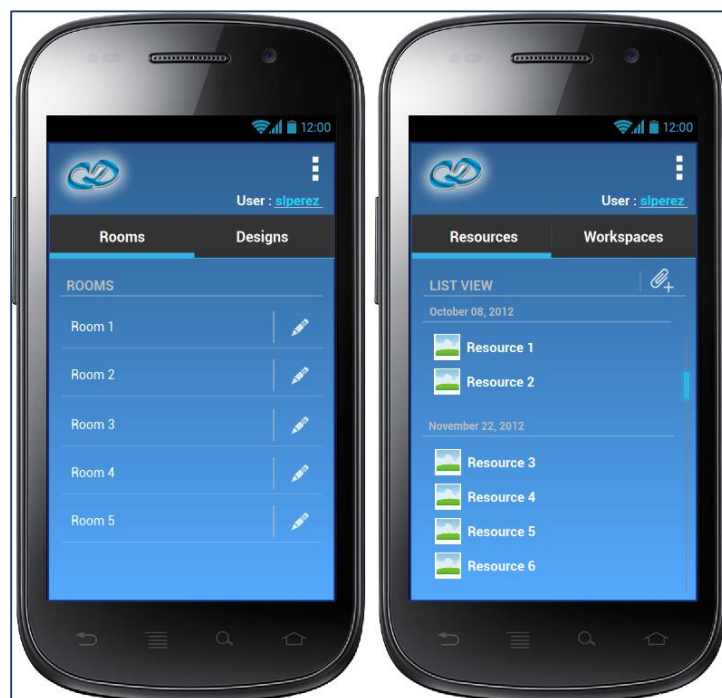 12:00
User : slperez
Rooms Designs
ROOMS
Room 1
Room 2
Room 3
Room 4
Room 5
12:00
User : slperez
Resources Workspaces
LIST VIEW
October 08, 2012
Resource 1
Resource 2
November 22, 2012
Resource 3
Resource 4
Resource 5
Resource 6